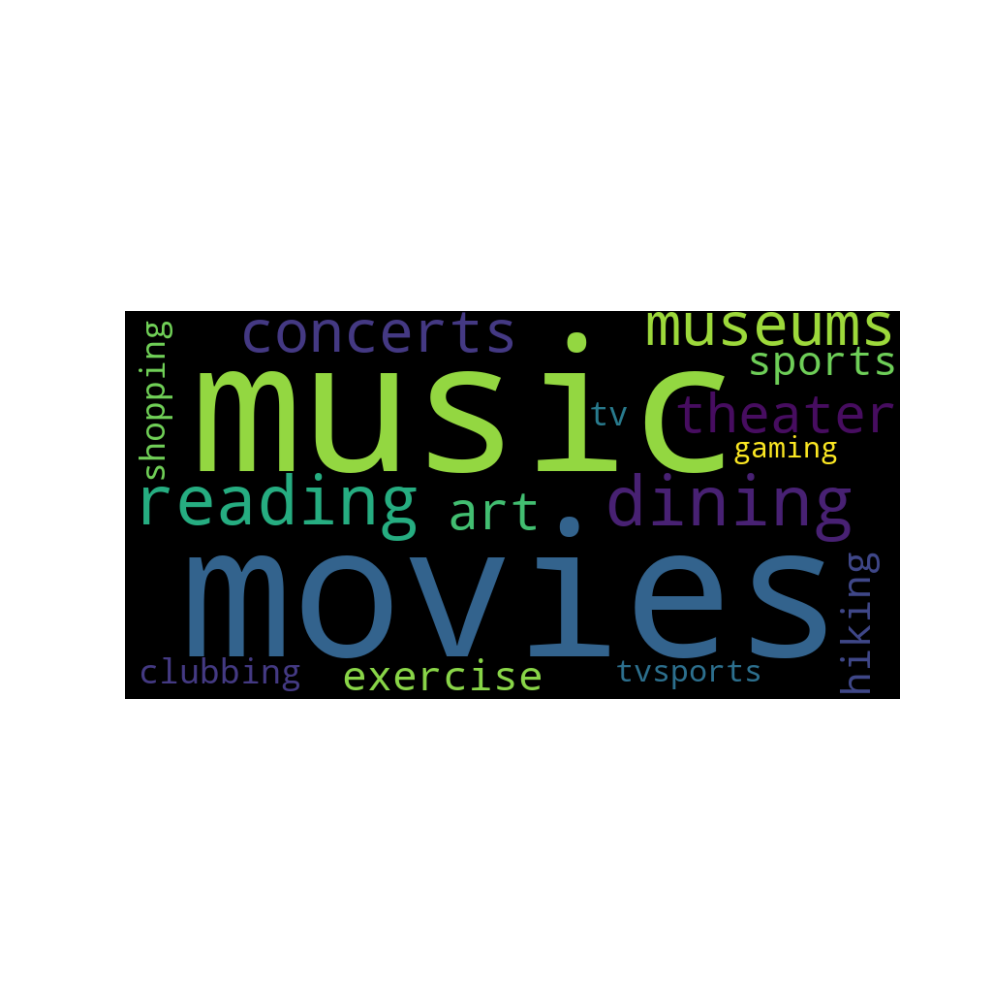 concerts
museums
shopping
music
sports
tv
theater
gaming
reading
art
dining
movies
hiking
clubbing
exercise
tvsports